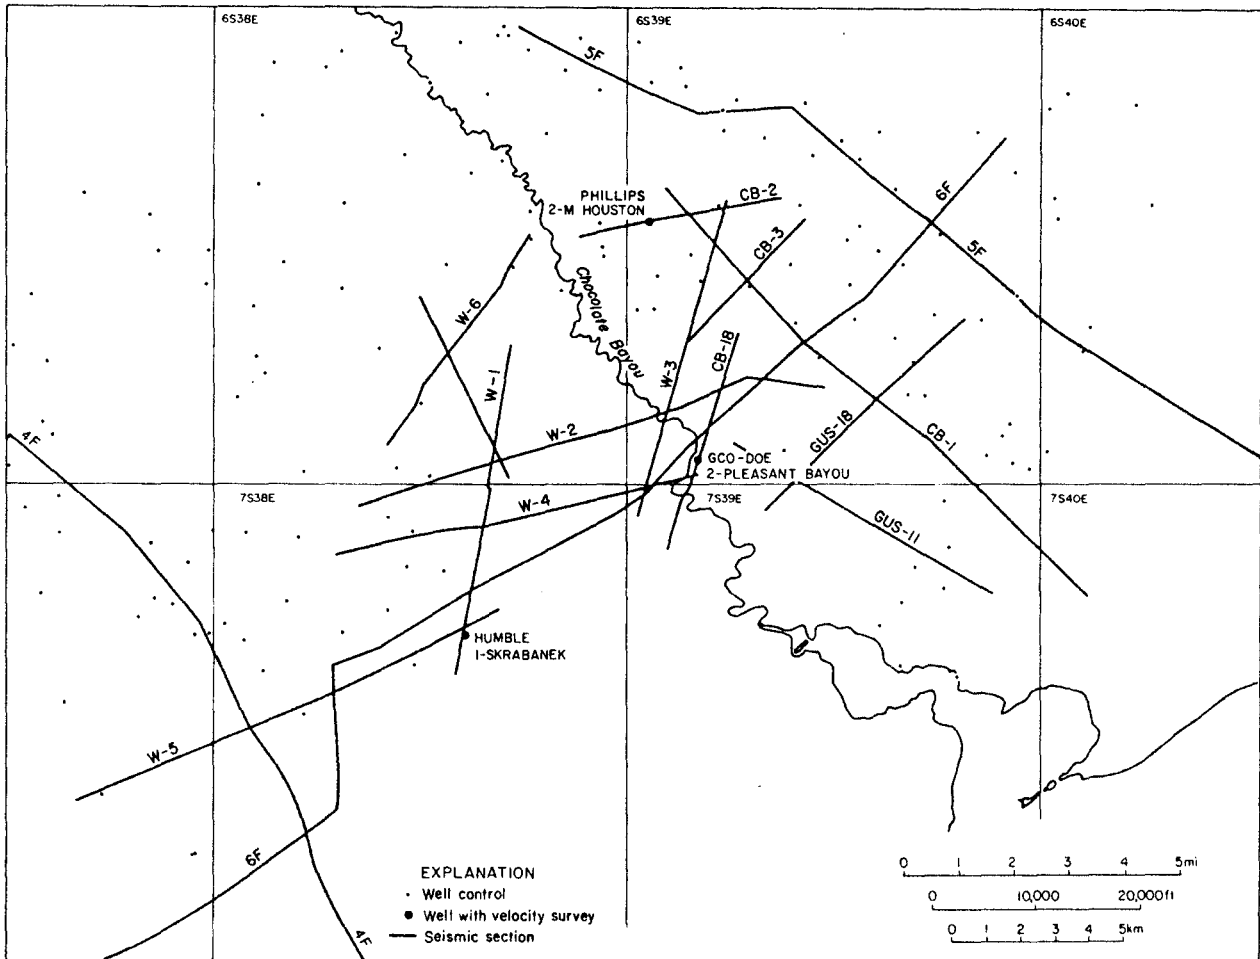 6S38E
6S39E
6S40E
5F
6F
PHILLIPS
2-M HOUSTON
CB-2
CB-3
5F
Chocolate Bayou
W-6
W-1
W-3
CB-18
W-2
GUS-18
CB-1
4F
GCO-DOE
2-PLEASANT BAYOU
7S38E
7S39E
7S40E
W-4
GUS-11
HUMBLE
1-SKRABANEK
W-5
6F
4F
EXPLANATION
Well control
Well with velocity survey
Seismic section
0 1 2 3 4 5mi
0 10,000 20,000ft
0 1 2 3 4 5km